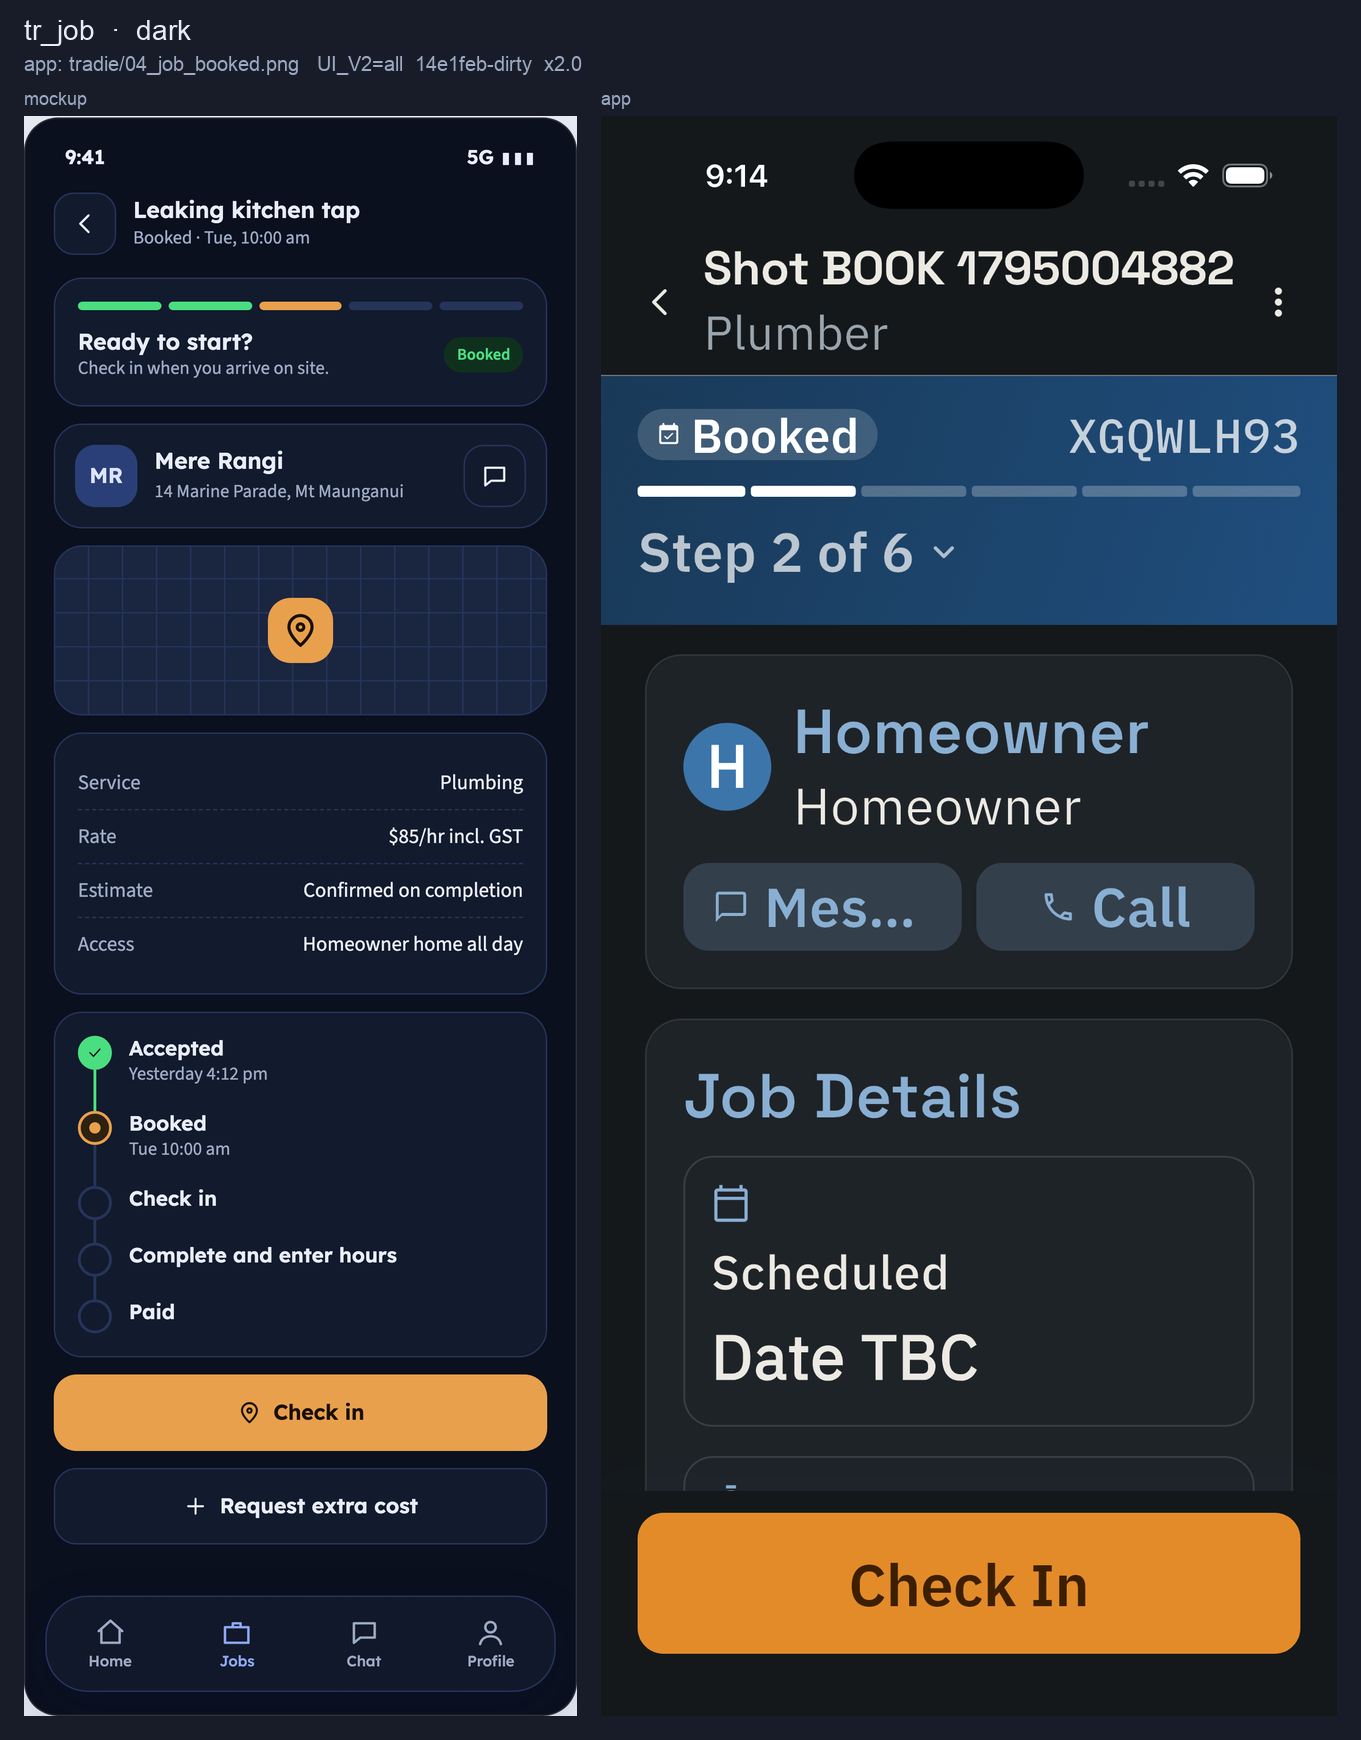 tr_job · dark
app: tradie/04_job_booked.png UI_V2=all 14e1feb-dirty x2.0
mockup
9:41
5G
Leaking kitchen tap
Booked · Tue, 10:00 am
Ready to start?
Check in when you arrive on site.
Booked
MR
Mere Rangi
14 Marine Parade, Mt Maunganui
Service
Plumbing
Rate
$85/hr incl. GST
Estimate
Confirmed on completion
Access
Homeowner home all day
Accepted
Yesterday 4:12 pm
Booked
Tue 10:00 am
Check in
Complete and enter hours
Paid
Check in
Request extra cost
Home
Jobs
Chat
Profile
app
9:14
Shot BOOK 1795004882
Plumber
Booked
XGQWLH93
Step 2 of 6
H
Homeowner
Homeowner
Mes...
Call
Job Details
Scheduled
Date TBC
Check In